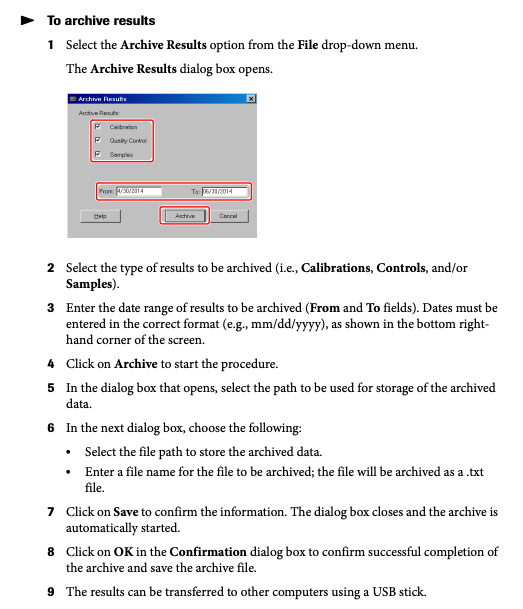 ► To archive results
1 Select the Archive Results option from the File drop-down menu.
The Archive Results dialog box opens.
Archive Results
Archive Results:
Calibration
Quality Control
Samples
From: 4/30/2014 To: 06/30/2014
Help Archive Cancel
2 Select the type of results to be archived (i.e., Calibrations, Controls, and/or
Samples).
3 Enter the date range of results to be archived (From and To fields). Dates must be
entered in the correct format (e.g., mm/dd/yyyy), as shown in the bottom right-
hand corner of the screen.
4 Click on Archive to start the procedure.
5 In the dialog box that opens, select the path to be used for storage of the archived
data.
6 In the next dialog box, choose the following:
• Select the file path to store the archived data.
• Enter a file name for the file to be archived; the file will be archived as a .txt
file.
7 Click on Save to confirm the information. The dialog box closes and the archive is
automatically started.
8 Click on OK in the Confirmation dialog box to confirm successful completion of
the archive and save the archive file.
9 The results can be transferred to other computers using a USB stick.